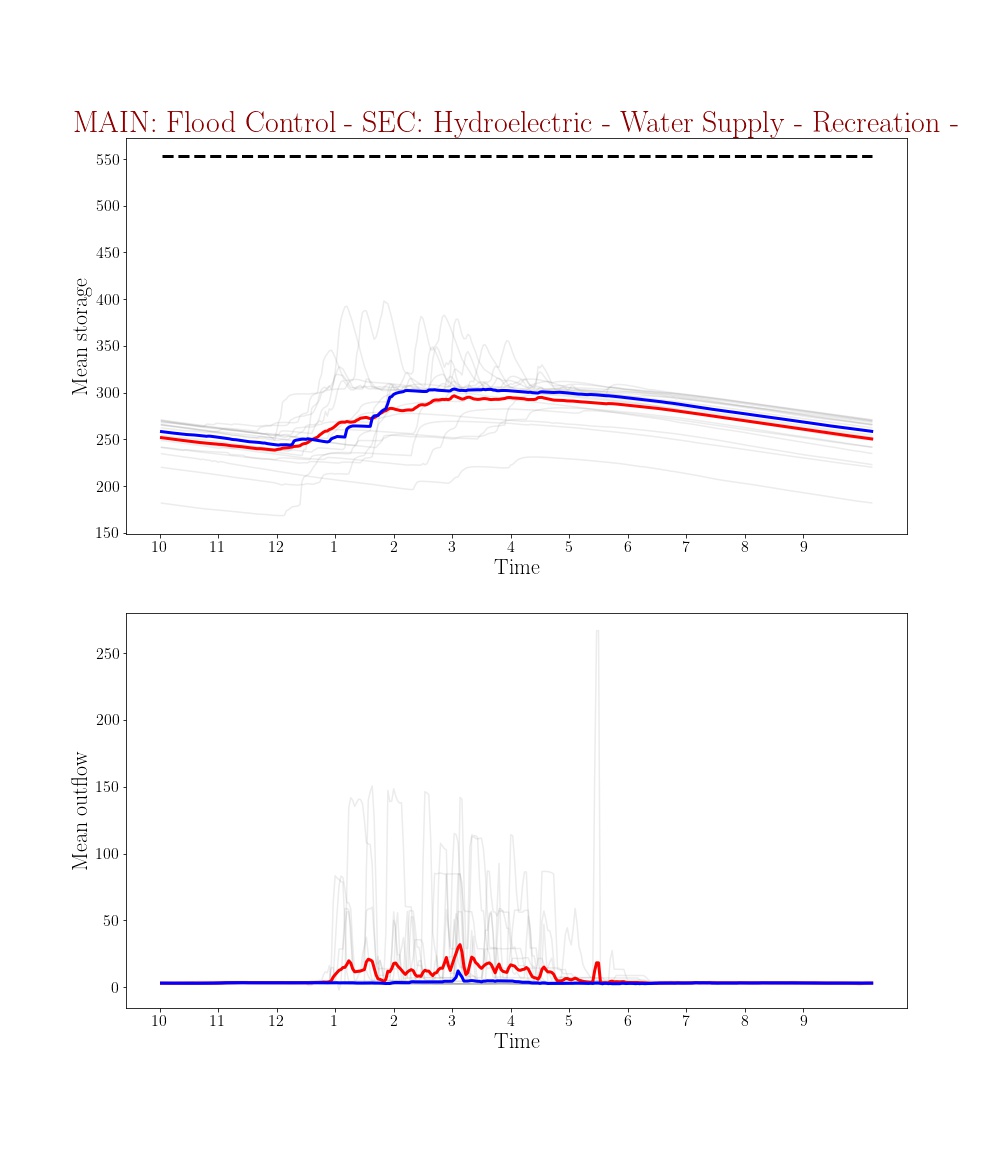 MAIN: Flood Control - SEC: Hydroelectric - Water Supply - Recreation -
550
500
450
400
350
300
250
200
150
Mean storage
10 11 12 1 2 3 4 5 6 7 8 9
Time
250
200
150
100
50
0
Mean outflow
10 11 12 1 2 3 4 5 6 7 8 9
Time